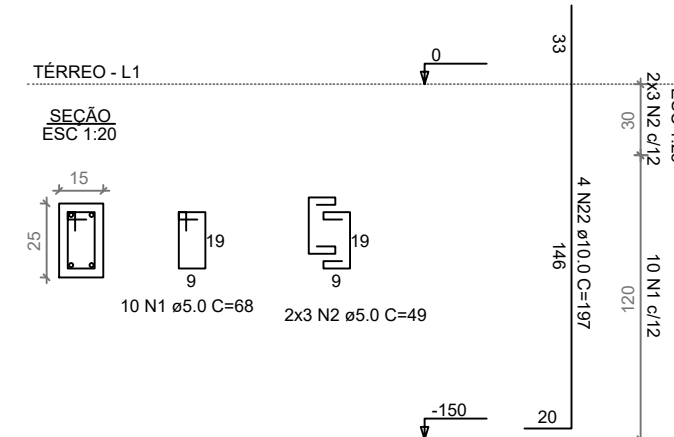 TÉRREO - L1
0
33
SEÇÃO
ESC 1:20
15
25
19
9
10 N1 ø5.0 C=68
19
9
2x3 N2 ø5.0 C=49
146
4 N22 ø10.0 C=197
30
2x3 N2 c/12
120
10 N1 c/12
-150
20